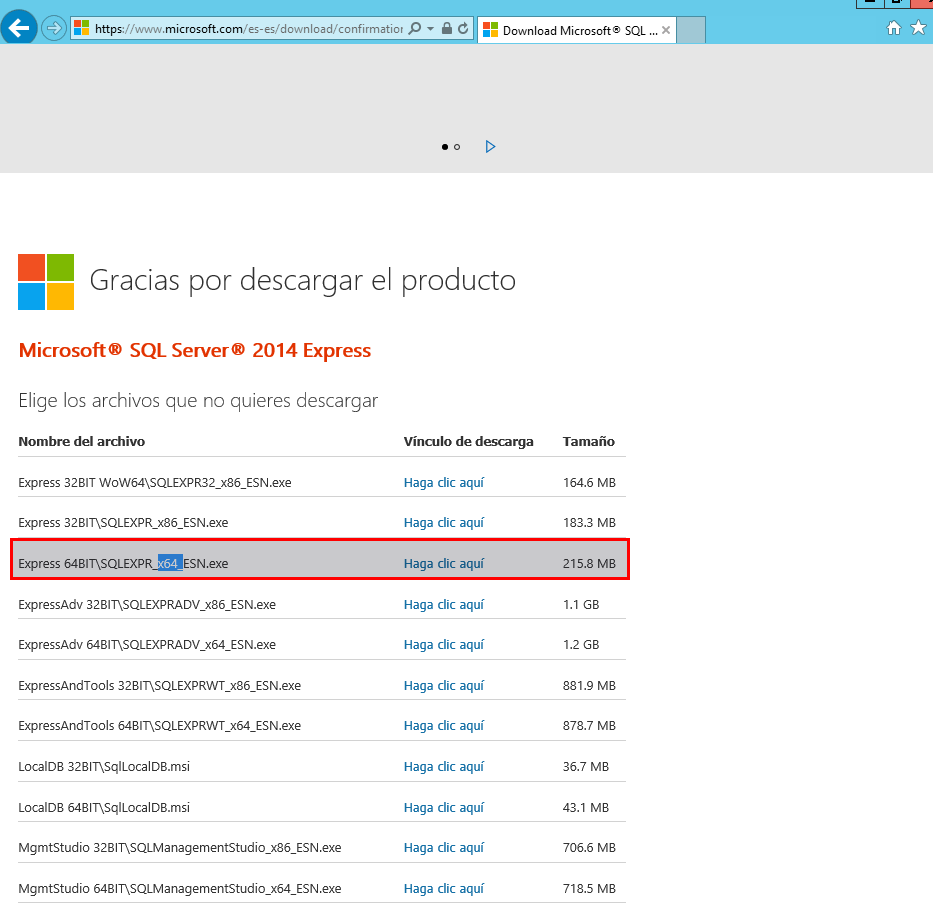 https://www.microsoft.com/es-es/download/confirmation
Download Microsoft® SQL ...
Gracias por descargar el producto
Microsoft® SQL Server® 2014 Express
Elige los archivos que no quieres descargar
Nombre del archivo Vínculo de descarga Tamaño
Express 32BIT WoW64\SQLEXPR32_x86_ESN.exe Haga clic aquí 164.6 MB
Express 32BIT\SQLEXPR_x86_ESN.exe Haga clic aquí 183.3 MB
Express 64BIT\SQLEXPR_x64_ESN.exe Haga clic aquí 215.8 MB
ExpressAdv 32BIT\SQLEXPRADV_x86_ESN.exe Haga clic aquí 1.1 GB
ExpressAdv 64BIT\SQLEXPRADV_x64_ESN.exe Haga clic aquí 1.2 GB
ExpressAndTools 32BIT\SQLEXPRWT_x86_ESN.exe Haga clic aquí 881.9 MB
ExpressAndTools 64BIT\SQLEXPRWT_x64_ESN.exe Haga clic aquí 878.7 MB
LocalDB 32BIT\SqlLocalDB.msi Haga clic aquí 36.7 MB
LocalDB 64BIT\SqlLocalDB.msi Haga clic aquí 43.1 MB
MgmtStudio 32BIT\SQLManagementStudio_x86_ESN.exe Haga clic aquí 706.6 MB
MgmtStudio 64BIT\SQLManagementStudio_x64_ESN.exe Haga clic aquí 718.5 MB